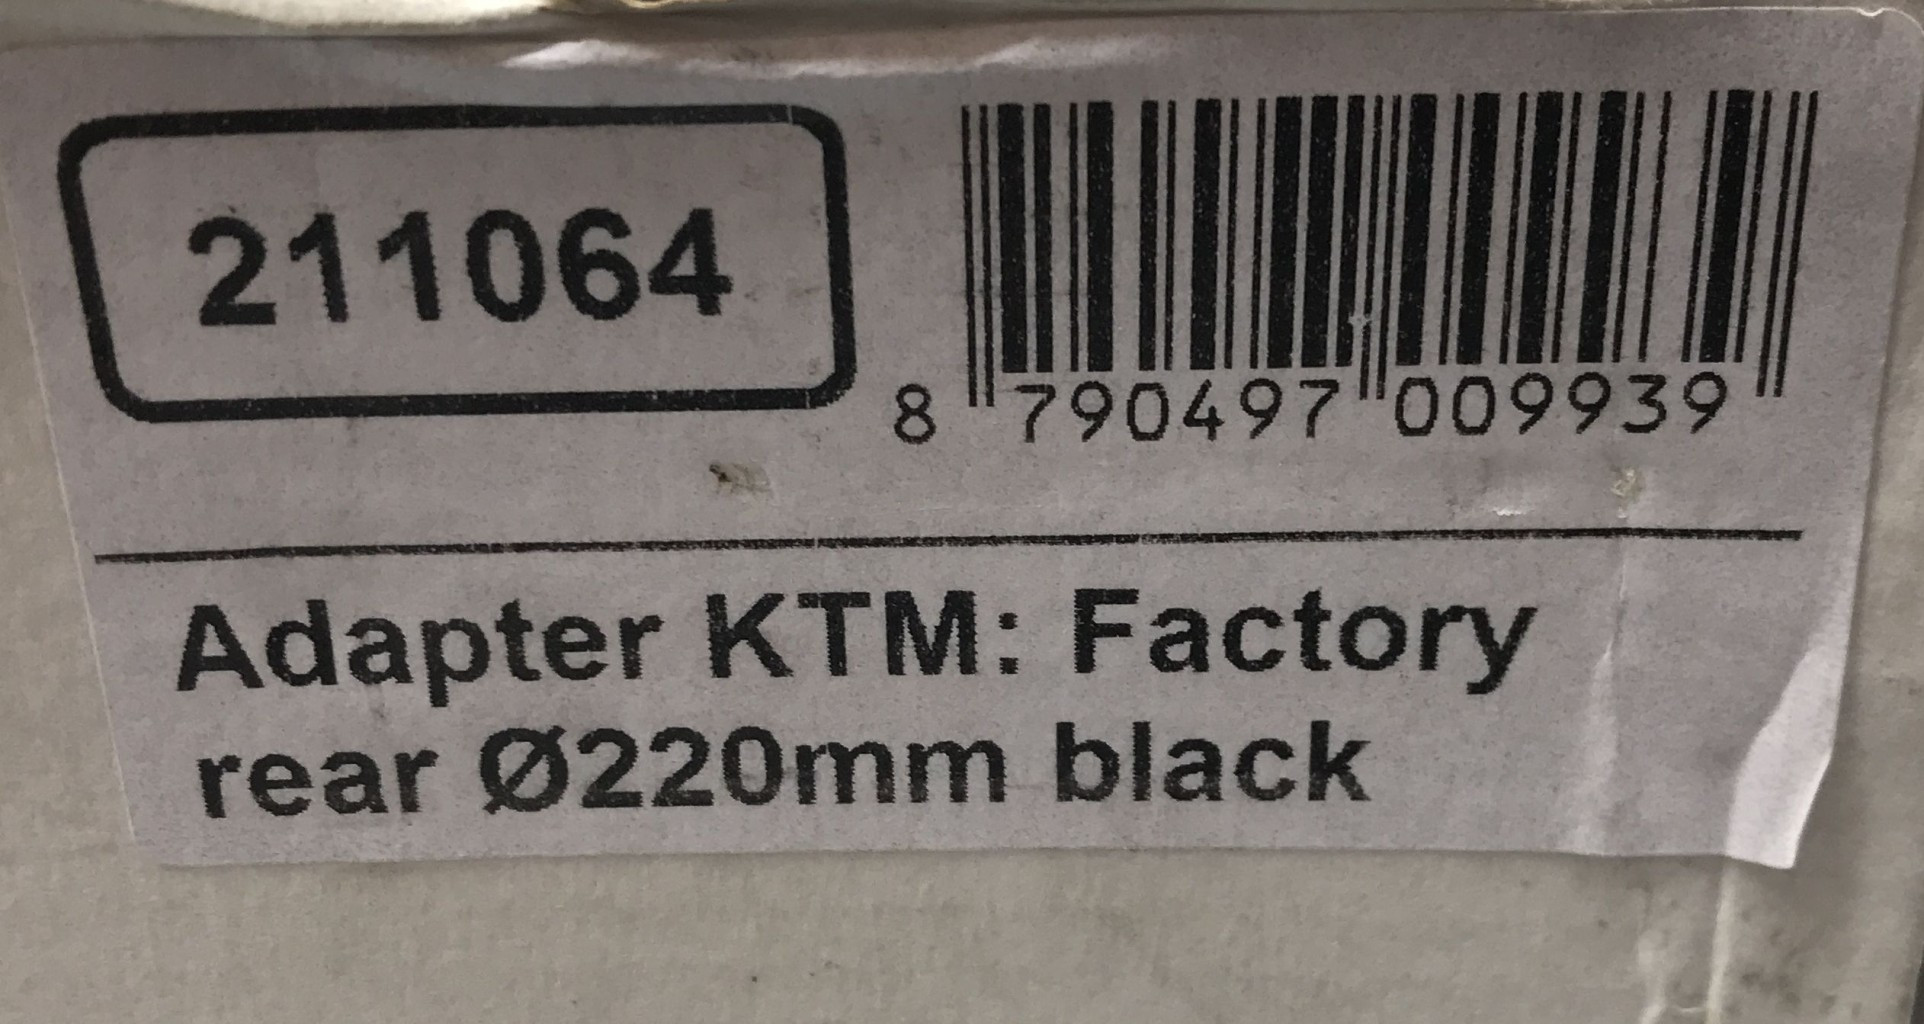 211064
8 790497 009939
Adapter KTM: Factory
rear Ø220mm black